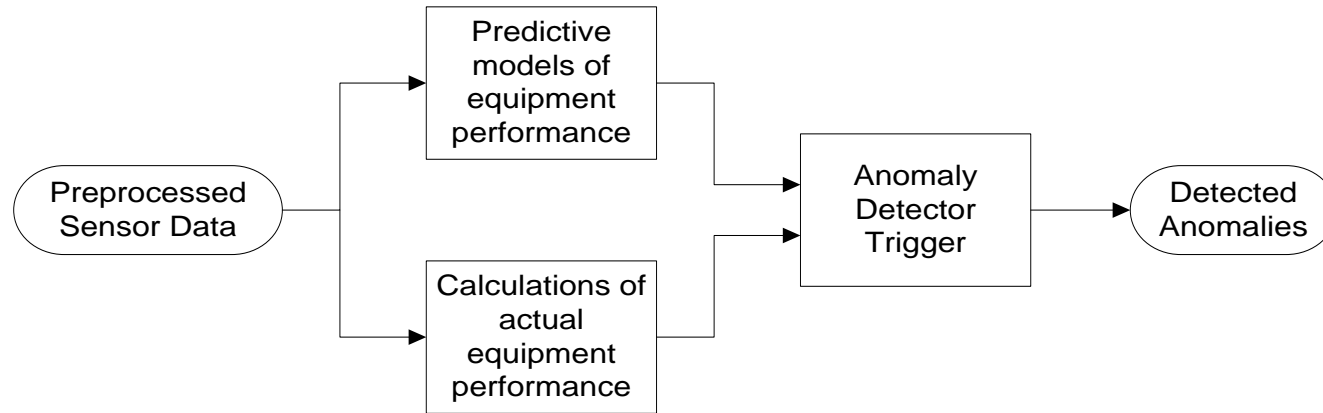 Predictive
models of
equipment
performance
Preprocessed
Sensor Data
Anomaly
Detector
Trigger
Detected
Anomalies
Calculations of
actual
equipment
performance